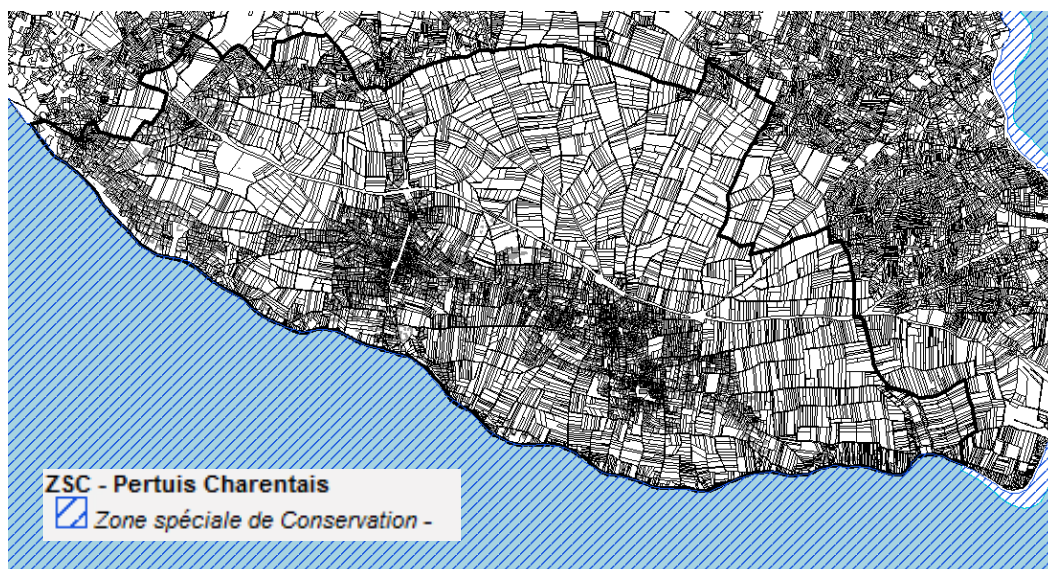 ZSC - Pertuis Charentais
Zone spéciale de Conservation -